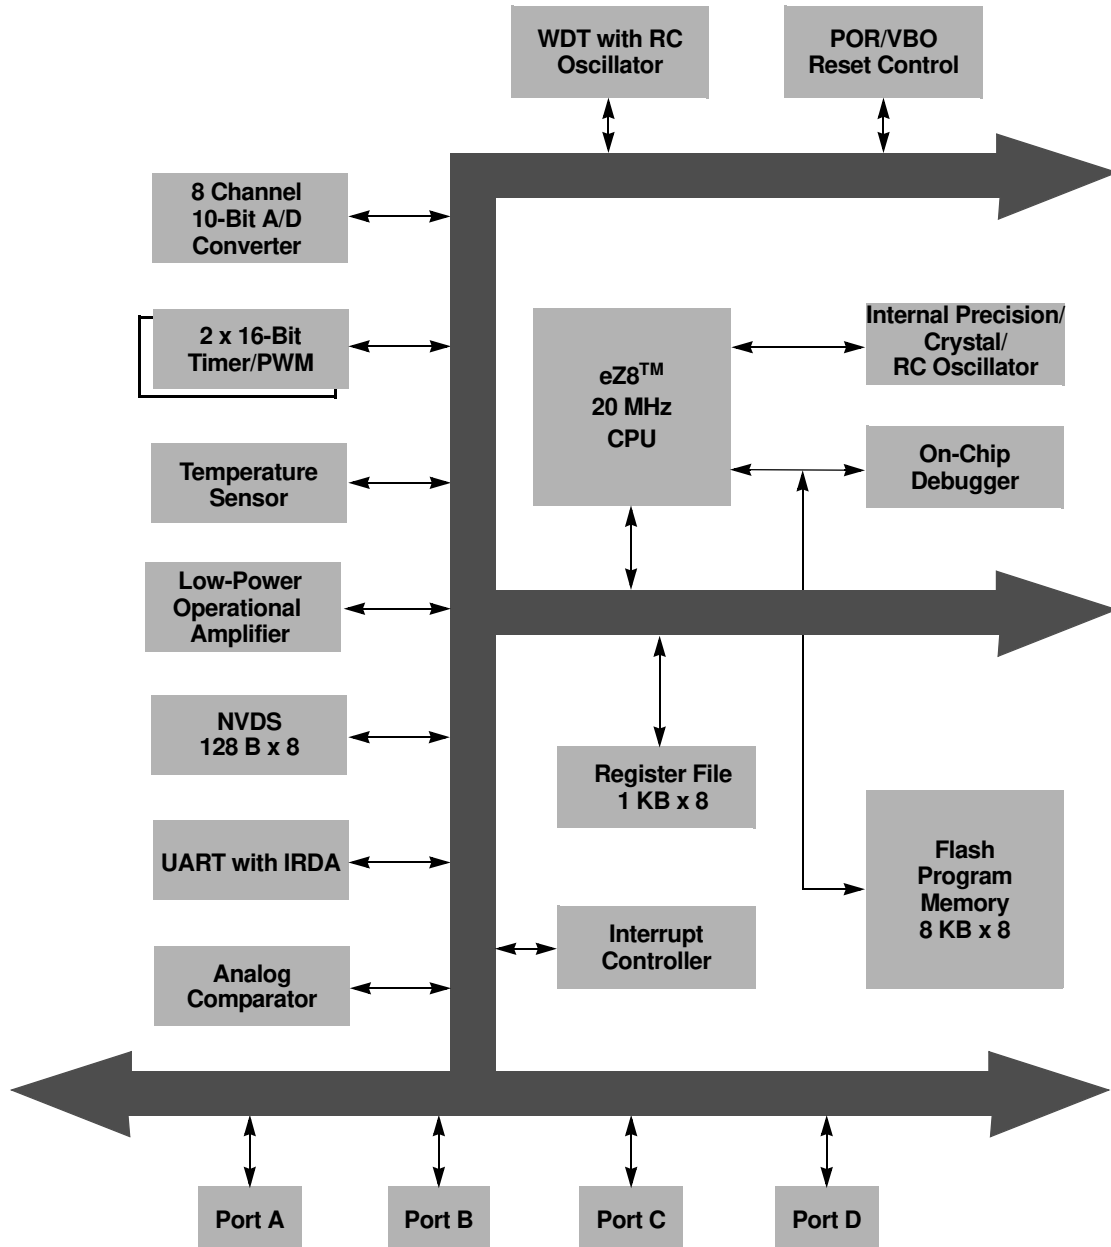 WDT with RC
Oscillator
POR/VBO
Reset Control
8 Channel
10-Bit A/D
Converter
2 x 16-Bit
Timer/PWM
Temperature
Sensor
Low-Power
Operational
Amplifier
NVDS
128 B x 8
UART with IRDA
Analog
Comparator
eZ8™
20 MHz
CPU
Internal Precision/
Crystal/
RC Oscillator
On-Chip
Debugger
Register File
1 KB x 8
Interrupt
Controller
Flash
Program
Memory
8 KB x 8
Port A
Port B
Port C
Port D